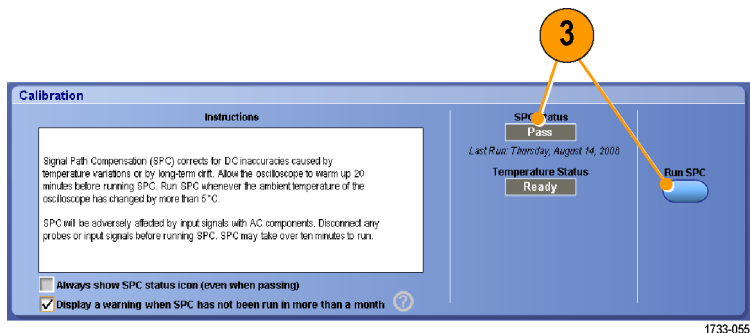 3
Calibration
Instructions
Signal Path Compensation (SPC) corrects for DC inaccuracies caused by
temperature variations or by long-term drift. Allow the oscilloscope to warm up 20
minutes before running SPC. Run SPC whenever the ambient temperature of the
oscilloscope has changed by more than 5°C.
SPC will be adversely affected by input signals with AC components. Disconnect any
probes or input signals before running SPC. SPC may take over ten minutes to run.
Always show SPC status icon (even when passing)
Display a warning when SPC has not been run in more than a month
?
SPC Status
Pass
Last Run: Thursday, August 14, 2008
Temperature Status
Ready
Run SPC
1733-055